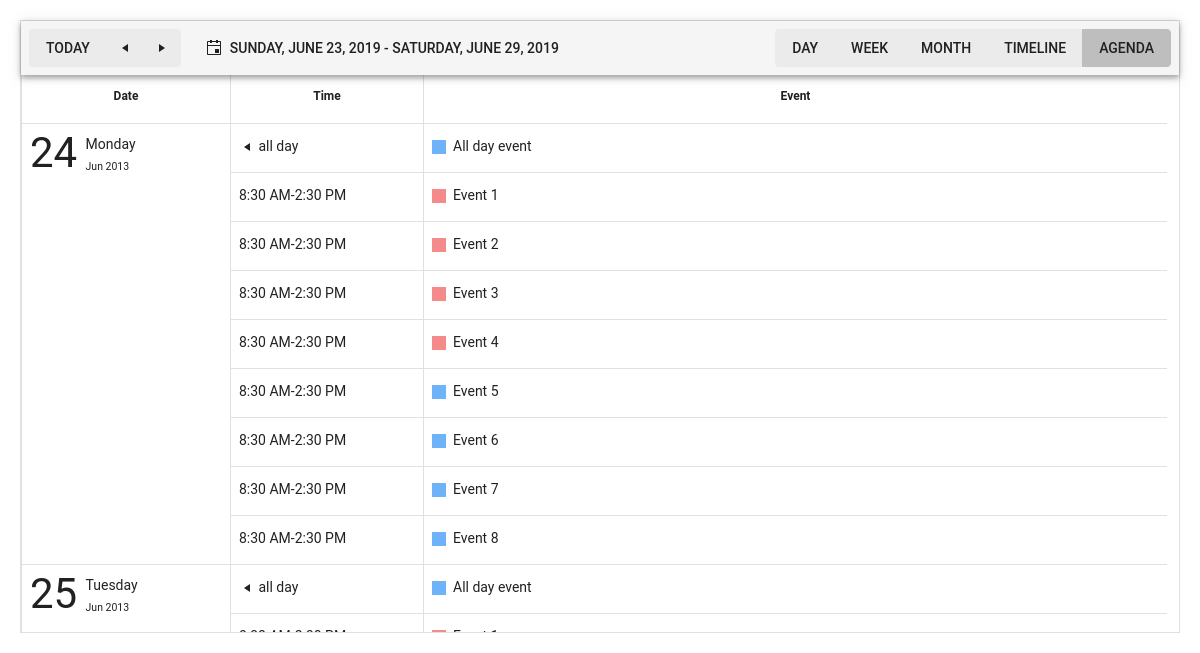 TODAY SUNDAY, JUNE 23, 2019 - SATURDAY, JUNE 29, 2019 DAY WEEK MONTH TIMELINE AGENDA
Date Time Event
24 Monday all day All day event
Jun 2013
8:30 AM-2:30 PM Event 1
8:30 AM-2:30 PM Event 2
8:30 AM-2:30 PM Event 3
8:30 AM-2:30 PM Event 4
8:30 AM-2:30 PM Event 5
8:30 AM-2:30 PM Event 6
8:30 AM-2:30 PM Event 7
8:30 AM-2:30 PM Event 8
25 Tuesday all day All day event
Jun 2013